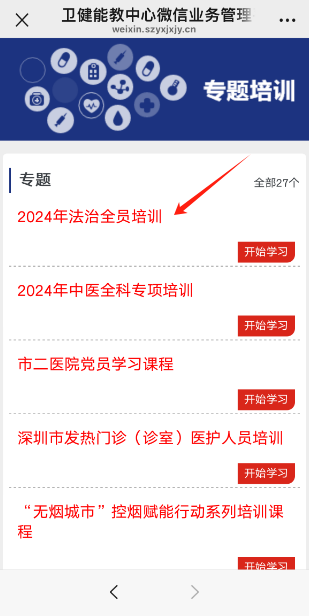 卫健能教中心微信业务管理
weixin.szyxjxjy.cn
专题培训
专题
全部27个
2024年法治全员培训
开始学习
2024年中医全科专项培训
开始学习
市二医院党员学习课程
开始学习
深圳市发热门诊（诊室）医护人员培训
开始学习
“无烟城市”控烟赋能行动系列培训课
程
开始学习